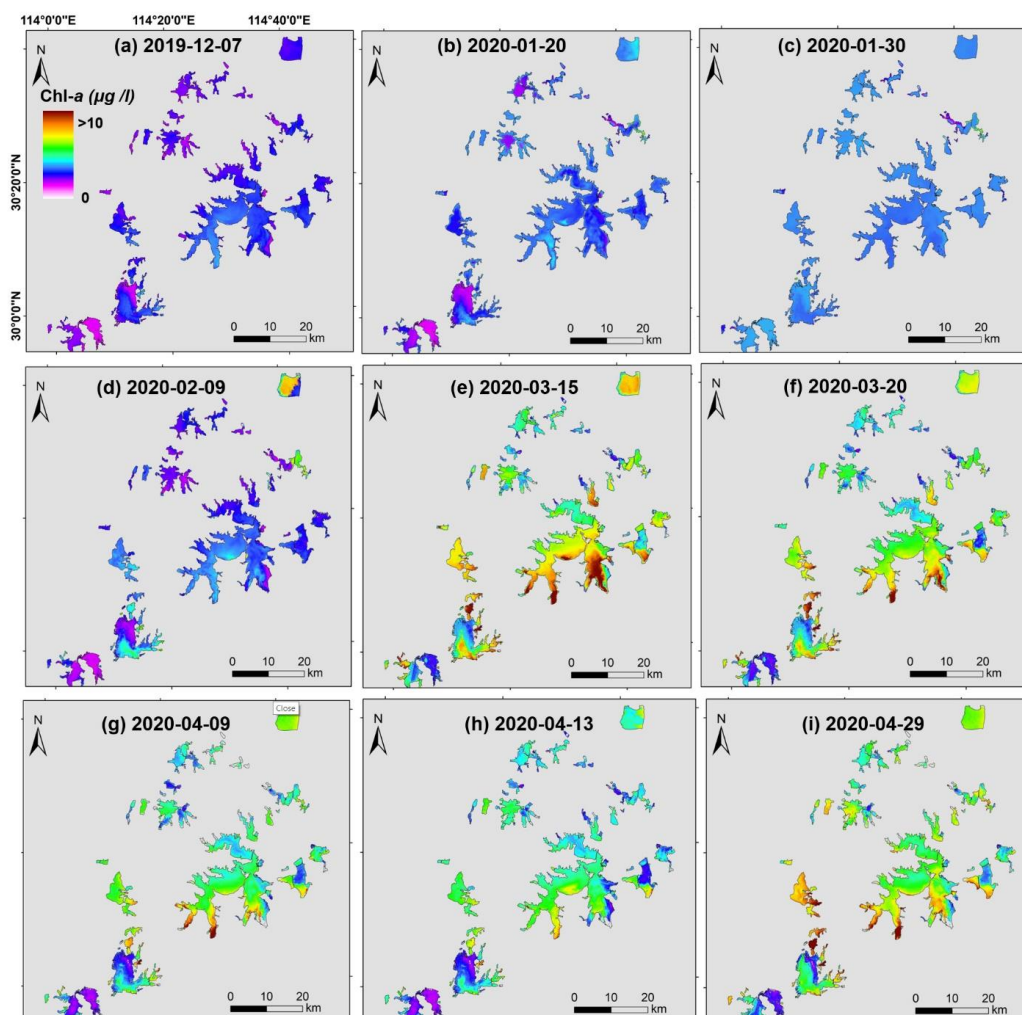 114°0'0"E 114°20'0"E 114°40'0"E
(a) 2019-12-07
N
Chl-a (µg /l)
>10
0
30°20'0"N
30°0'0"N
0 10 20
km
(b) 2020-01-20
N
0 10 20
km
(c) 2020-01-30
N
0 10 20
km
(d) 2020-02-09
N
0 10 20
km
(e) 2020-03-15
N
0 10 20
km
(f) 2020-03-20
N
0 10 20
km
Close
(g) 2020-04-09
N
0 10 20
km
(h) 2020-04-13
N
0 10 20
km
(i) 2020-04-29
N
0 10 20
km